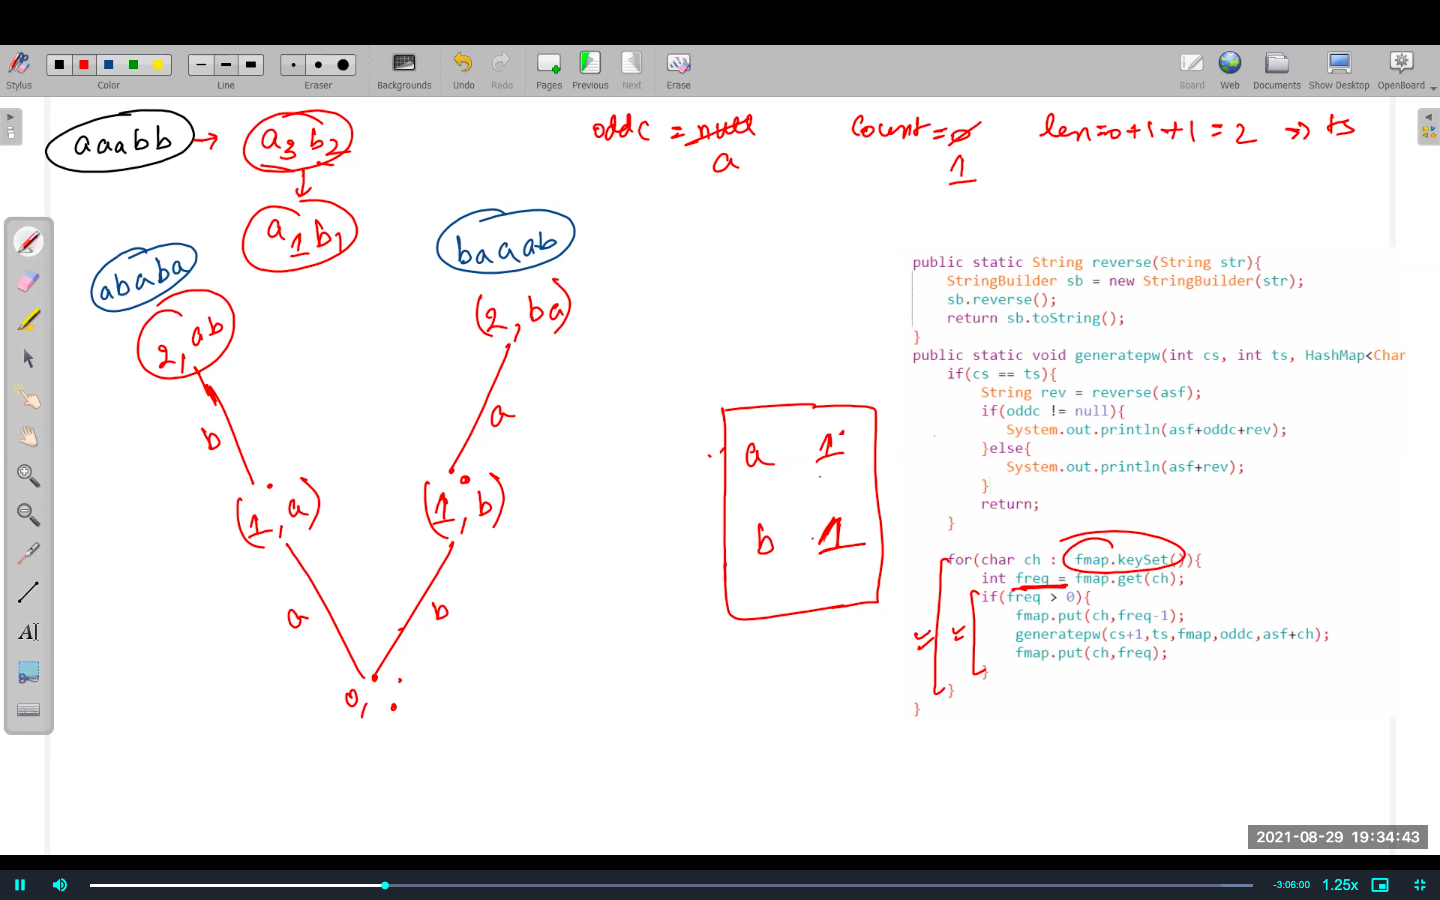 Stylus
Color
Line
Eraser
Backgrounds
Undo
Redo
Pages
Previous
Next
Erase
Board
Web
Documents
Show Desktop
OpenBoard
aaabb → a3 b2
a1 b1
oddc = null
a
Count = 0
1
len=0+1+1 = 2 => ts
ababa
baaab
2, ab
(2, ba)
b
a
(1, a)
(1, b)
a
b
0,
a 1
b 1
public static String reverse(String str){
StringBuilder sb = new StringBuilder(str);
sb.reverse();
return sb.toString();
}
public static void generatepw(int cs, int ts, HashMap<Char
if(cs == ts){
String rev = reverse(asf);
if(oddc != null){
System.out.println(asf+oddc+rev);
}else{
System.out.println(asf+rev);
}
return;
}
for(char ch : fmap.keySet()){
int freq = fmap.get(ch);
if(freq > 0){
fmap.put(ch,freq-1);
generatepw(cs+1,ts,fmap,oddc,asf+ch);
fmap.put(ch,freq);
}
}
}
2021-08-29 19:34:43
-3:06:00 1.25x